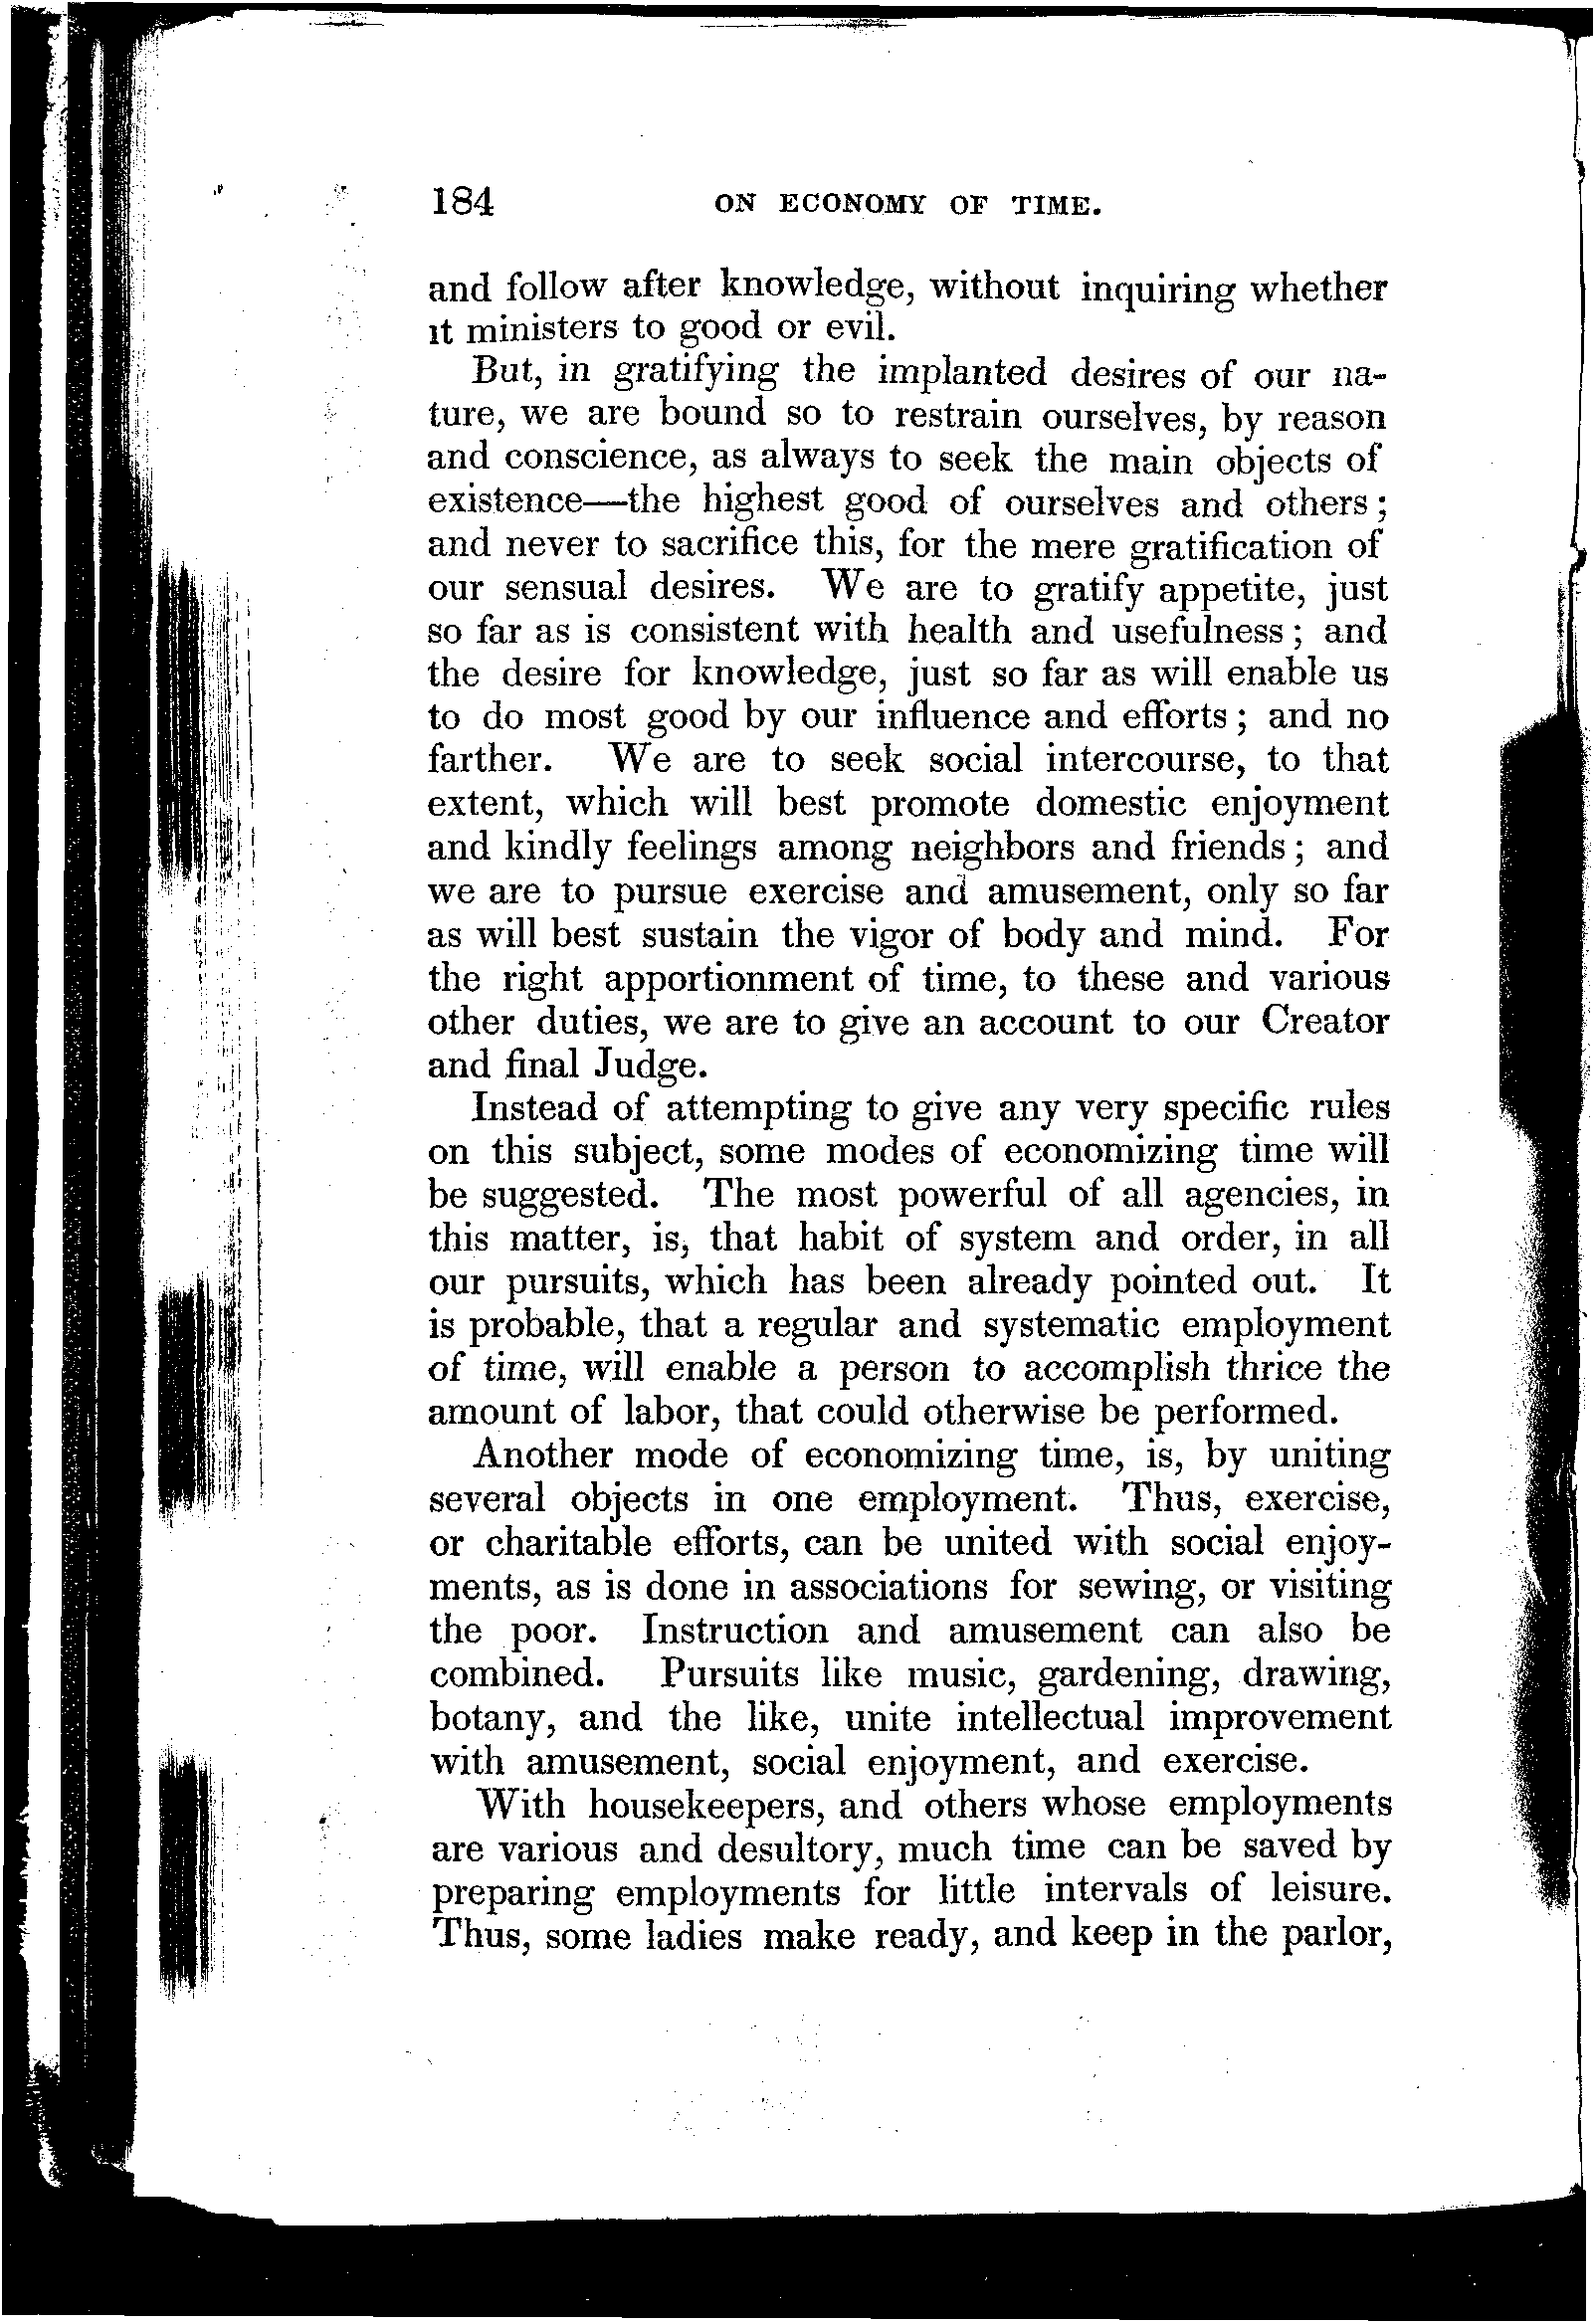 184 ON ECONOMY OF TIME.
and follow after knowledge, without inquiring whether
it ministers to good or evil.
But, in gratifying the implanted desires of our na-
ture, we are bound so to restrain ourselves, by reason
and conscience, as always to seek the main objects of
existence—the highest good of ourselves and others;
and never to sacrifice this, for the mere gratification of
our sensual desires. We are to gratify appetite, just
so far as is consistent with health and usefulness; and
the desire for knowledge, just so far as will enable us
to do most good by our influence and efforts; and no
farther. We are to seek social intercourse, to that
extent, which will best promote domestic enjoyment
and kindly feelings among neighbors and friends; and
we are to pursue exercise and amusement, only so far
as will best sustain the vigor of body and mind. For
the right apportionment of time, to these and various
other duties, we are to give an account to our Creator
and final Judge.
Instead of attempting to give any very specific rules
on this subject, some modes of economizing time will
be suggested. The most powerful of all agencies, in
this matter, is, that habit of system and order, in all
our pursuits, which has been already pointed out. It
is probable, that a regular and systematic employment
of time, will enable a person to accomplish thrice the
amount of labor, that could otherwise be performed.
Another mode of economizing time, is, by uniting
several objects in one employment. Thus, exercise,
or charitable efforts, can be united with social enjoy-
ments, as is done in associations for sewing, or visiting
the poor. Instruction and amusement can also be
combined. Pursuits like music, gardening, drawing,
botany, and the like, unite intellectual improvement
with amusement, social enjoyment, and exercise.
With housekeepers, and others whose employments
are various and desultory, much time can be saved by
preparing employments for little intervals of leisure.
Thus, some ladies make ready, and keep in the parlor,